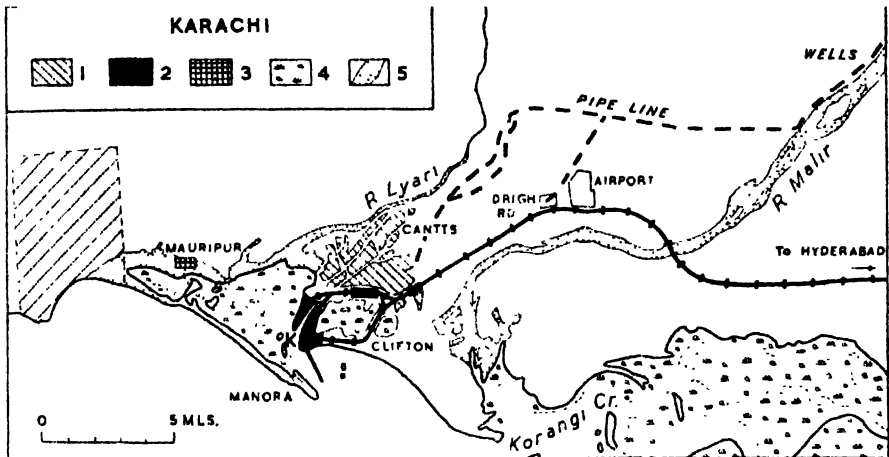 KARACHI
1 2 3 4 5
WELLS
PIPE LINE
R Malir
R Lyari
AIRPORT
DRIGH
RD
CANTTS
MAURIPUR
To HYDERABAD
K
CLIFTON
MANORA
0 5 MLS.
Korangi Cr.